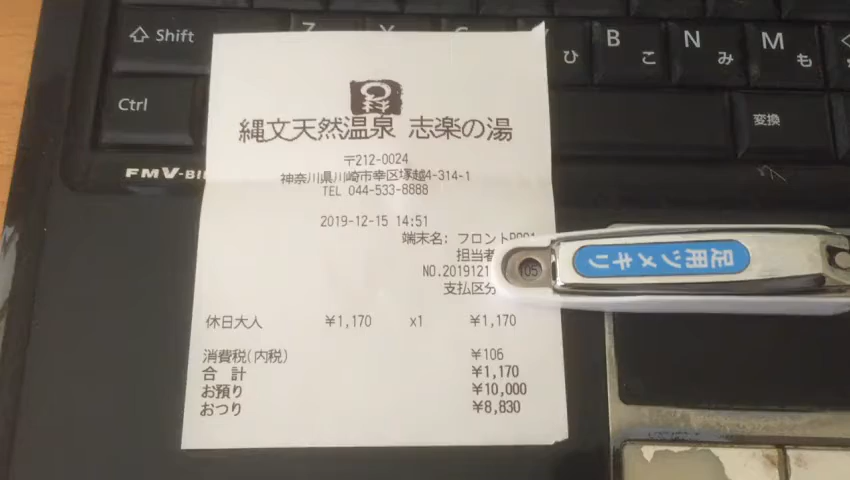 Shift
B
こ
N
み
M
も
ひ
Ctrl
変換
FMV-BI
村
縄文天然温泉 志楽の湯
〒212-0024
神奈川県川崎市幸区塚越4-314-1
TEL 044-533-8888
2019-12-15 14:51
端末名: フロント
担当者
NO.2019121
支払区分
105
足用ツメキリ
休日大人 ¥1,170 x1 ¥1,170
消費税(内税) ¥106
合 計 ¥1,170
お預り ¥10,000
おつり ¥8,830